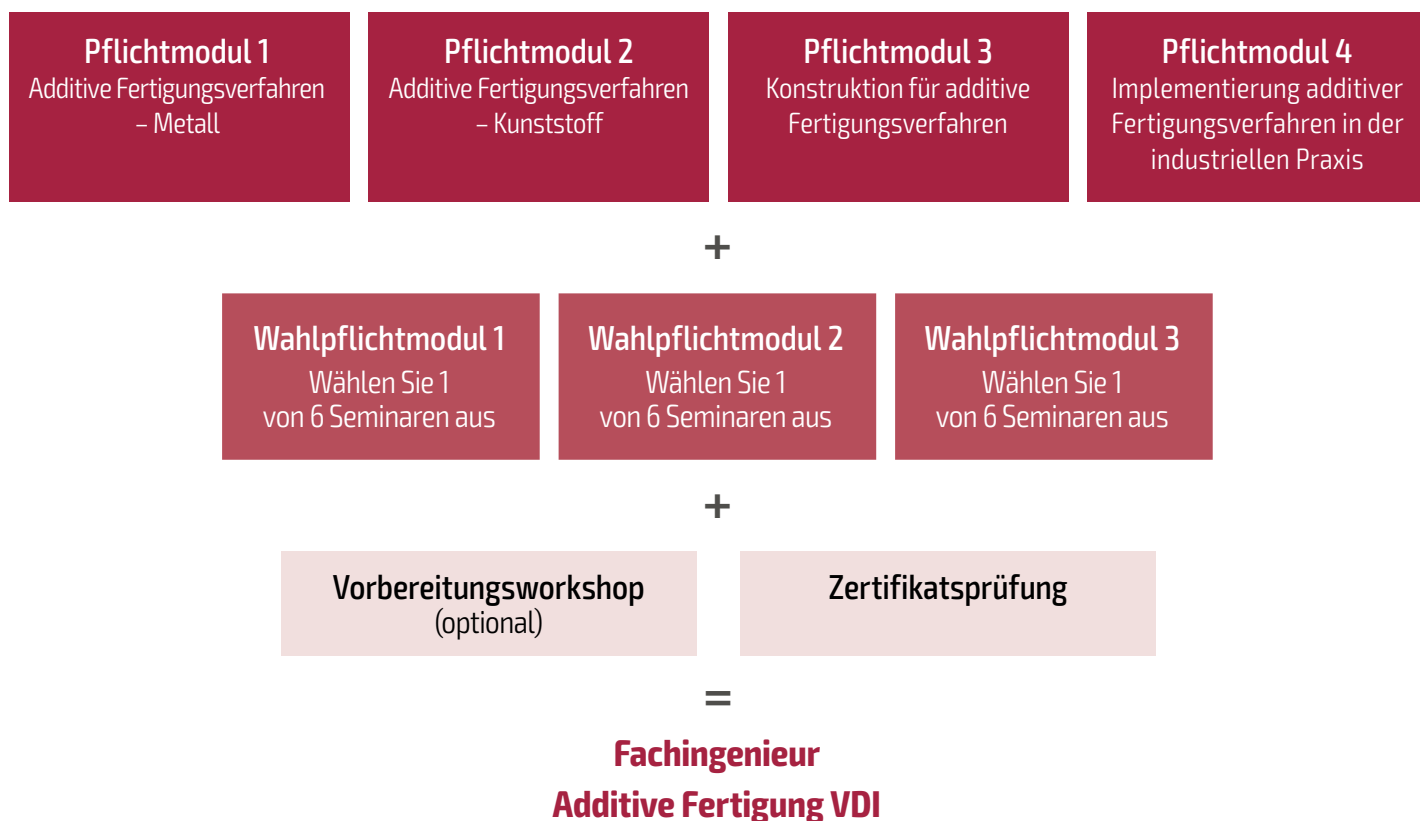 Pflichtmodul 1
Additive Fertigungsverfahren
– Metall
Pflichtmodul 2
Additive Fertigungsverfahren
– Kunststoff
Pflichtmodul 3
Konstruktion für additive
Fertigungsverfahren
Pflichtmodul 4
Implementierung additiver
Fertigungsverfahren in der
industriellen Praxis
+
Wahlpflichtmodul 1
Wählen Sie 1
von 6 Seminaren aus
Wahlpflichtmodul 2
Wählen Sie 1
von 6 Seminaren aus
Wahlpflichtmodul 3
Wählen Sie 1
von 6 Seminaren aus
+
Vorbereitungsworkshop
(optional)
Zertifikatsprüfung
=
Fachingenieur
Additive Fertigung VDI